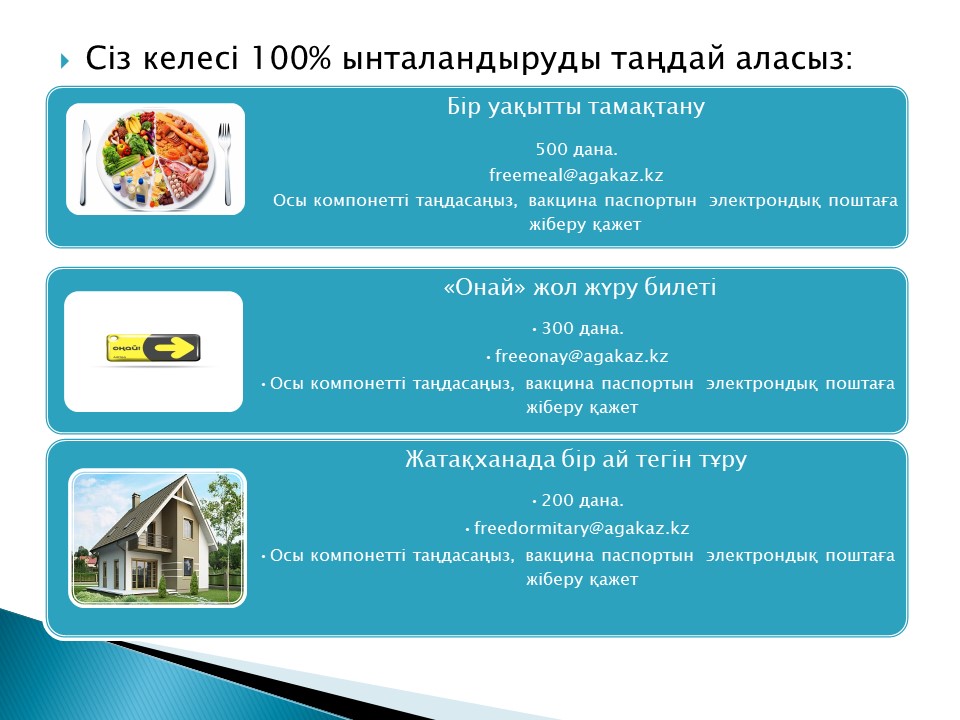 Сіз келесі 100% ынталандыруды таңдай аласыз:
Бір уақытты тамақтану
500 дана.
freemeal@agakaz.kz
Осы компонетті таңдасаңыз, вакцина паспортын электрондық поштаға
жіберу қажет
«Онай» жол жүру билеті
•300 дана.
•freeonay@agakaz.kz
•Осы компонетті таңдасаңыз, вакцина паспортын электрондық поштаға
жіберу қажет
онай!
Жатақханада бір ай тегін тұру
•200 дана.
•freedormitary@agakaz.kz
•Осы компонетті таңдасаңыз, вакцина паспортын электрондық поштаға
жіберу қажет